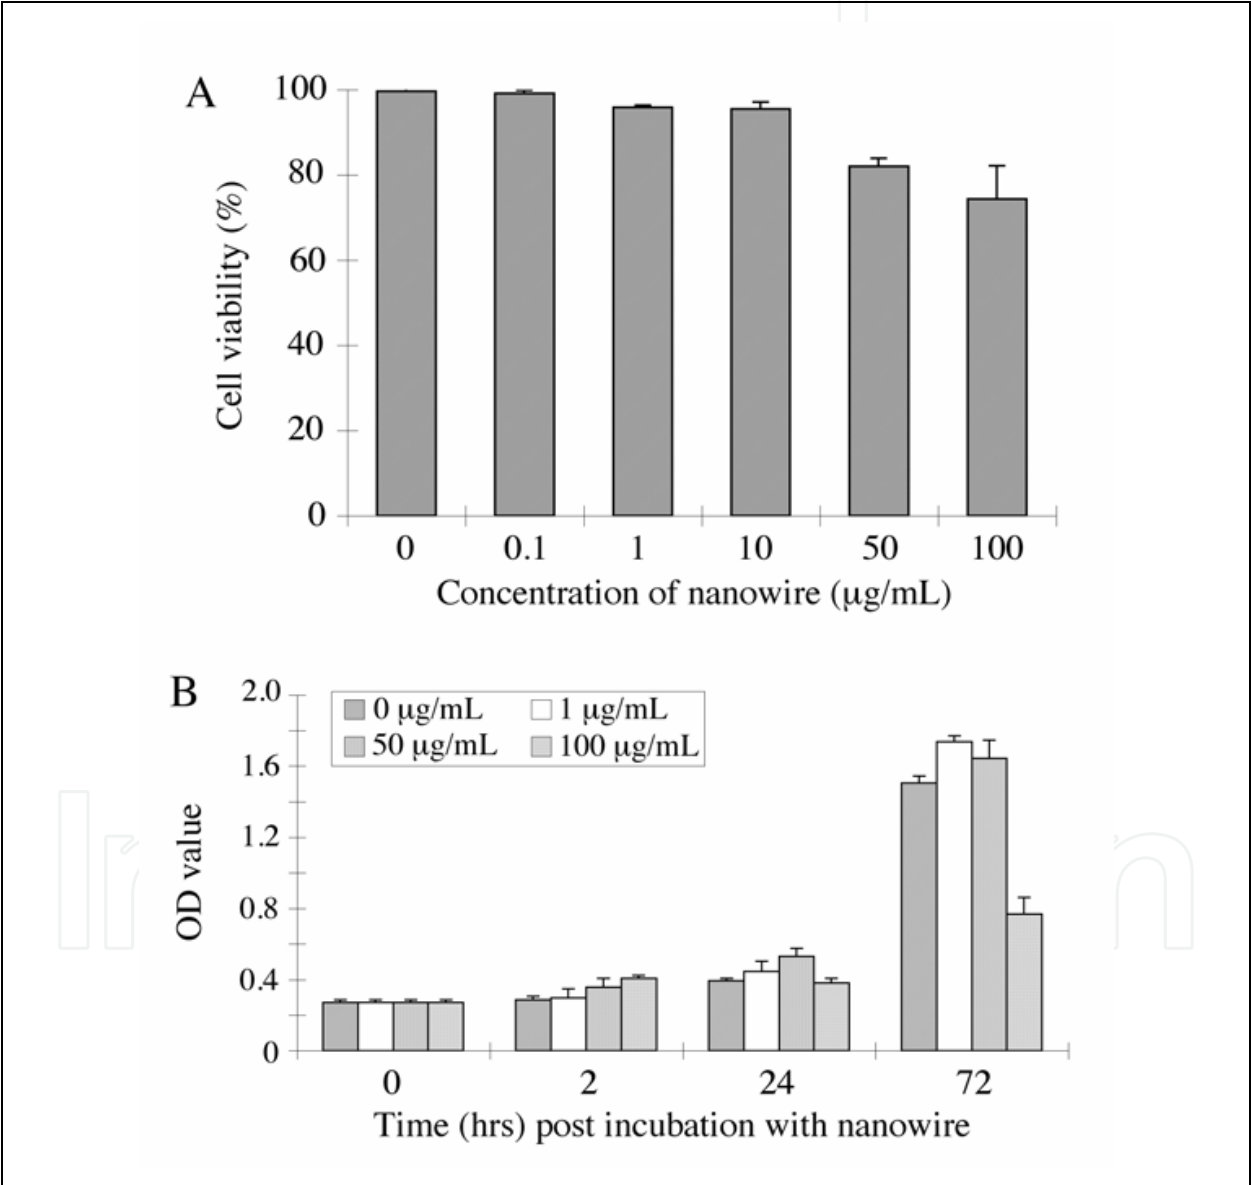 A
100
80
60
40
20
0
Cell viability (%)
0 0.1 1 10 50 100
Concentration of nanowire (μg/mL)
B
2.0
1.6
1.2
0.8
0.4
0
OD value
0 μg/mL 1 μg/mL
50 μg/mL 100 μg/mL
0 2 24 72
Time (hrs) post incubation with nanowire